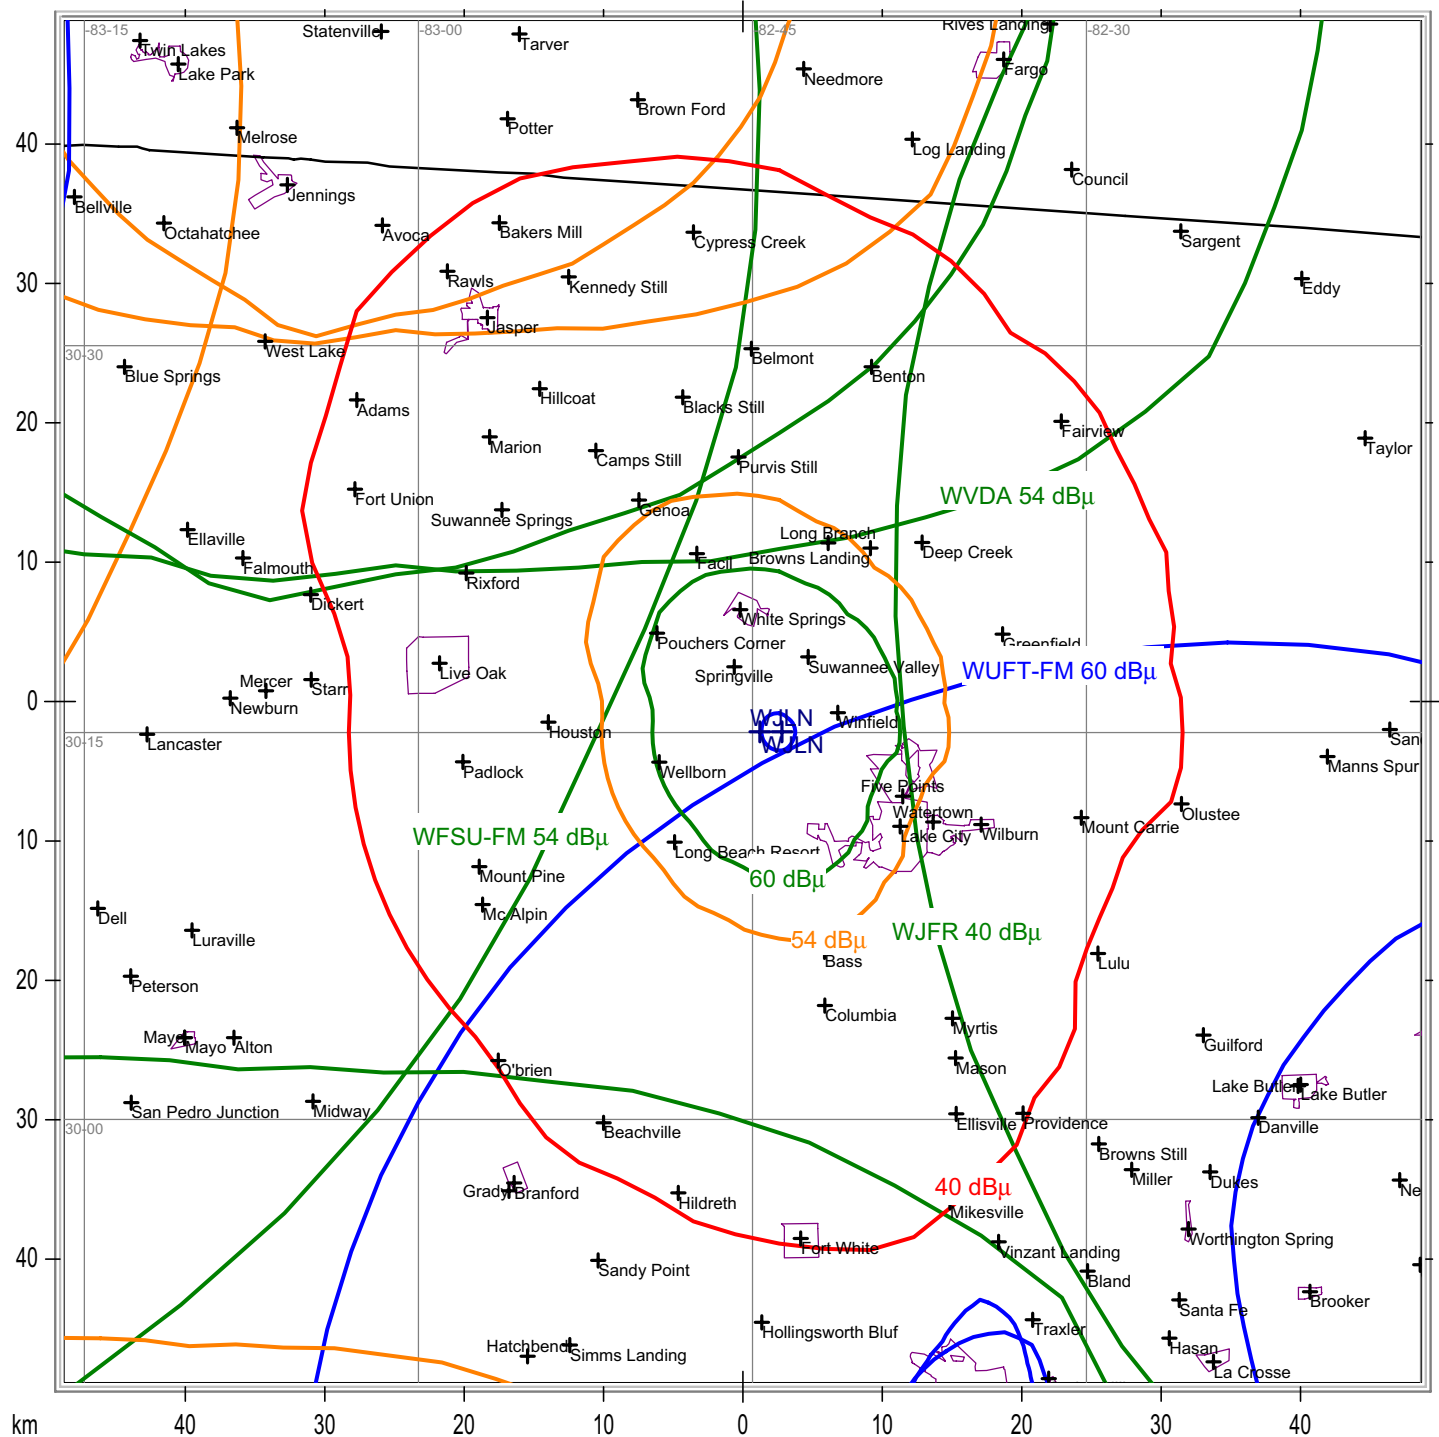 -83-15
-83-00
-82-45
-82-30
Statenville
Rives Landing
Twin Lakes
Tarver
Lake Park
Needmore
Fargo
Brown Ford
Potter
Melrose
40
Log Landing
Council
Jennings
Bellville
Octahatchee
Avoca
Bakers Mill
Cypress Creek
Sargent
Rawls
30
Kennedy Still
Eddy
Jasper
30-30
West Lake
Belmont
Blue Springs
Benton
Hillcoat
Adams
Blacks Still
20
Fairview
Marion
Camps Still
Purvis Still
Taylor
Fort Union
WVDA 54 dBµ
Suwannee Springs
Genoa
Long Branch
Ellaville
Browns Landing
Deep Creek
10
Falmouth
Facil
Rixford
Dickert
White Springs
Pouchers Corner
Greenfield
Live Oak
Springville
Suwannee Valley
WUFT-FM 60 dBµ
Mercer
Starr
0
Newburn
WJLN
Winfield
Houston
30-15
Lancaster
WJLN
San
Padlock
Wellborn
Manns Spur
Five Points
Watertown
Olustee
WFSU-FM 54 dBµ
Lake City
Wilburn
Mount Carrie
10
Long Beach Resort
Mount Pine
60 dBµ
Dell
Mc Alpin
Luraville
54 dBµ
WJFR 40 dBµ
Bass
Lulu
20
Peterson
Columbia
Myrtis
Mayo
Mayo
Alton
Guilford
O'brien
Mason
Lake Butler
Lake Butler
San Pedro Junction
Midway
30
30-00
Beachville
Ellisville
Providence
Danville
Browns Still
Miller
Dukes
Grady
Branford
Hildreth
40 dBµ
Ne
Mikesville
Fort White
Worthington Spring
40
Vinzant Landing
Sandy Point
Bland
Santa Fe
Brooker
Hollingsworth Bluf
Traxler
Hatchbend
Simms Landing
Hasan
La Crosse
km
40
30
20
10
0
10
20
30
40